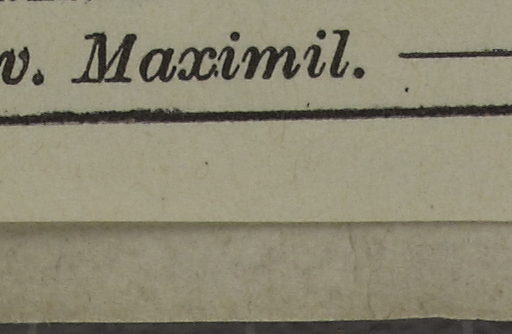 v. Maximil. —